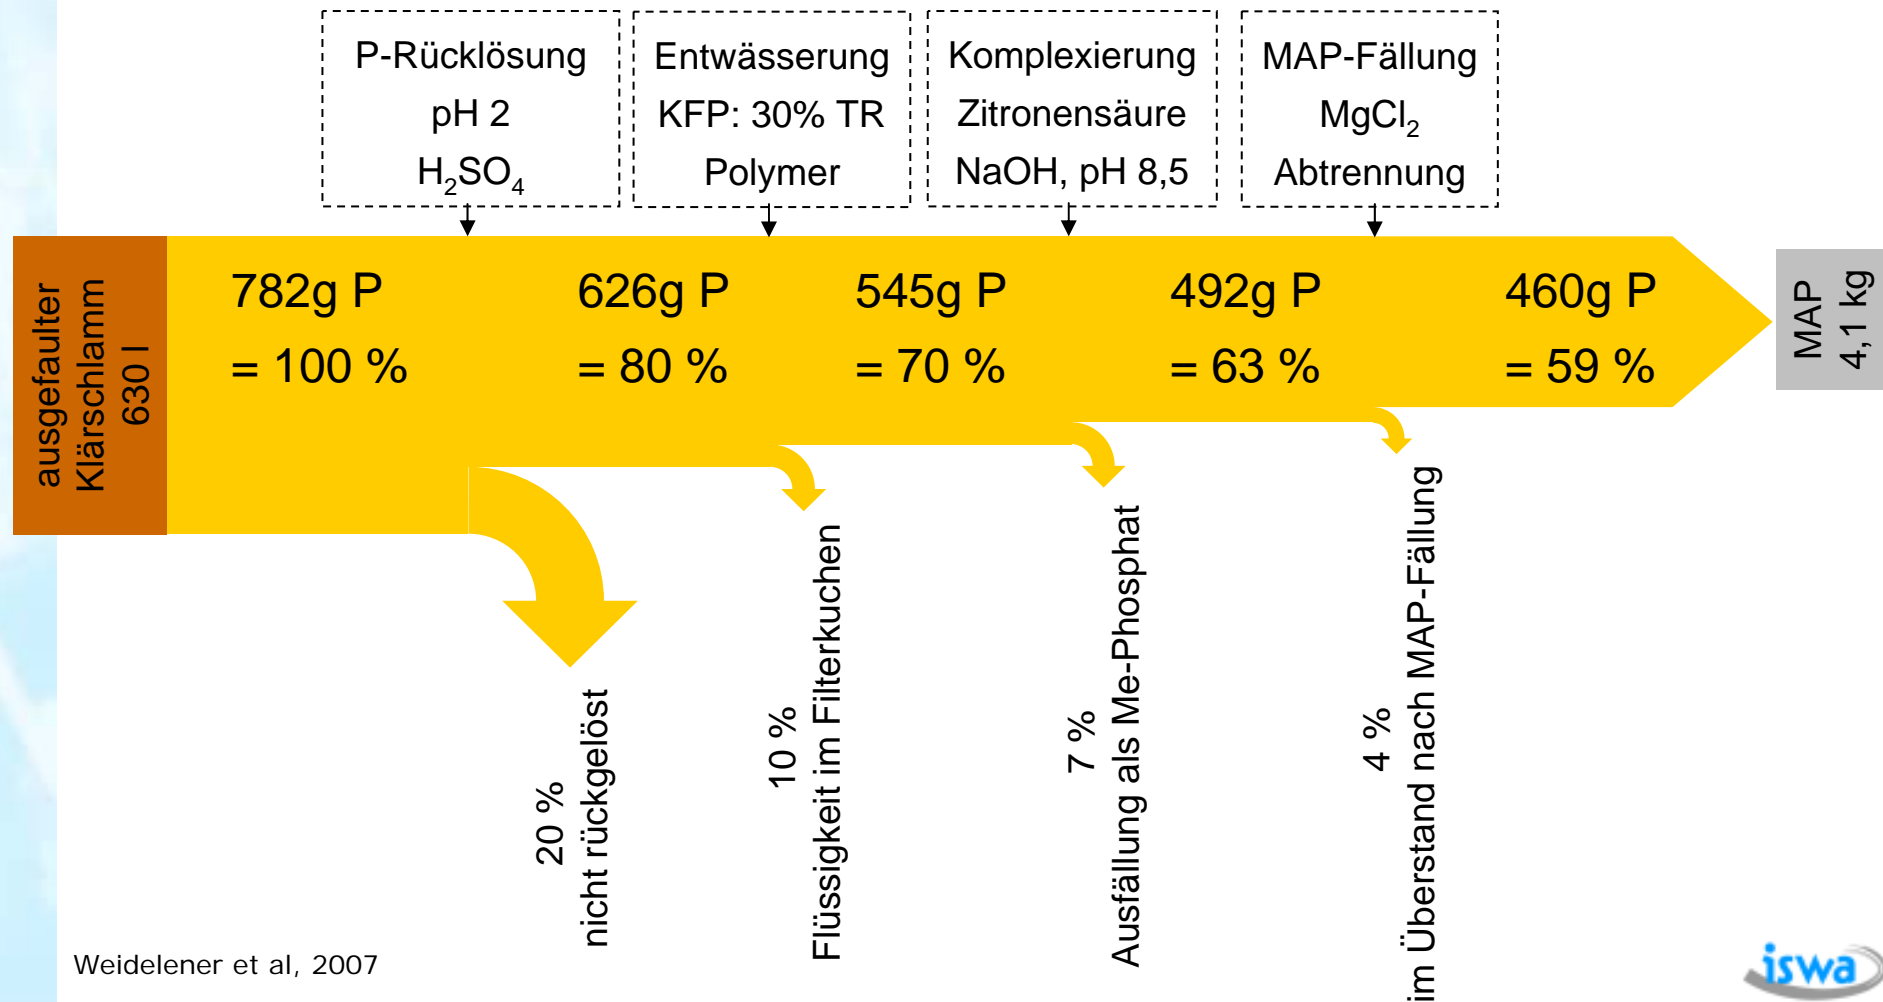 P-Rücklösung
pH 2
H₂SO₄
Entwässerung
KFP: 30% TR
Polymer
Komplexierung
Zitronensäure
NaOH, pH 8,5
MAP-Fällung
MgCl₂
Abtrennung
ausgefaulter
Klärschlamm
630 l
782g P
= 100 %
626g P
= 80 %
545g P
= 70 %
492g P
= 63 %
460g P
= 59 %
MAP
4,1 kg
20 %
nicht rückgelöst
10 %
Flüssigkeit im Filterkuchen
7 %
Ausfällung als Me-Phosphat
4 %
im Überstand nach MAP-Fällung
Weidelener et al, 2007
iswa